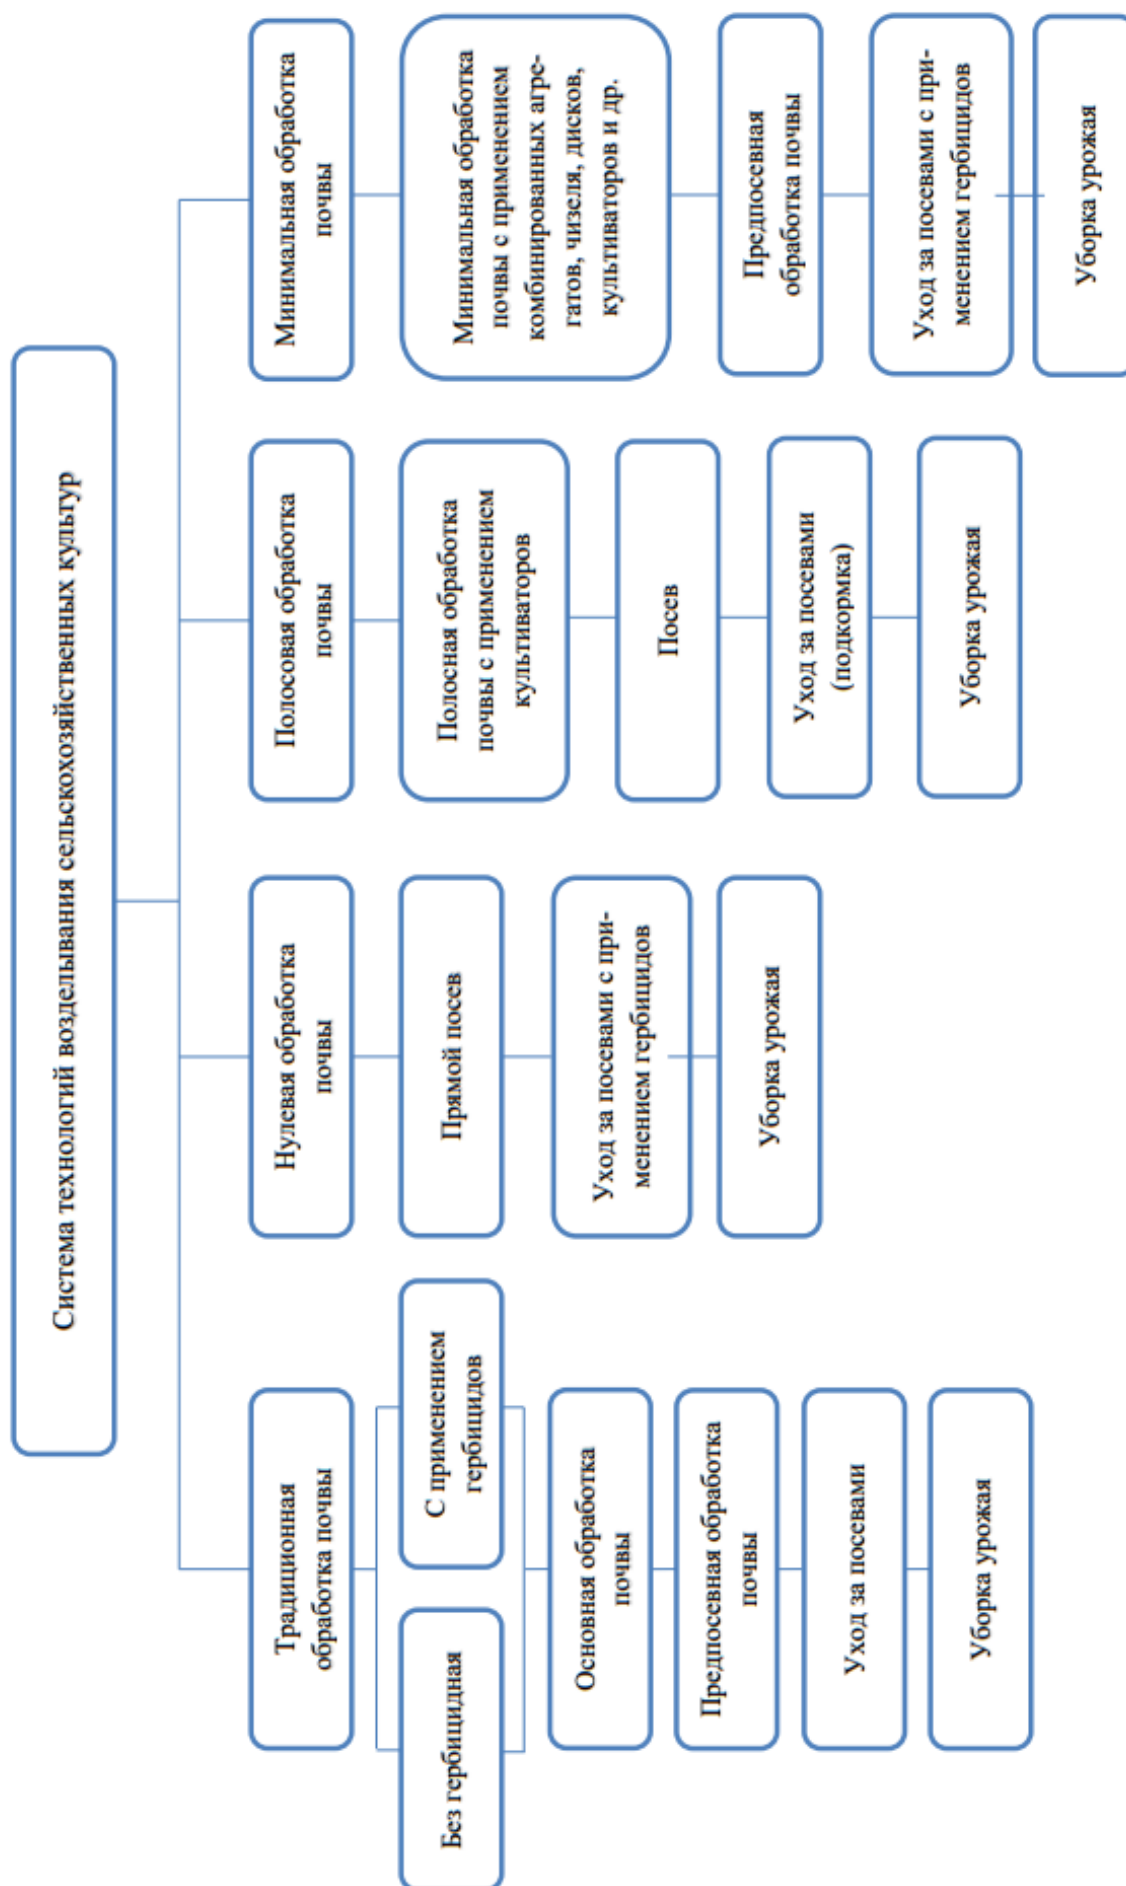 Система технологий возделывания сельскохозяйственных культур
Традиционная
обработка почвы
Без гербицидная
С применением
гербицидов
Основная обработка
почвы
Предпосевная обработка
почвы
Уход за посевами
Уборка урожая
Нулевая обработка
почвы
Прямой посев
Уход за посевами с при-
менением гербицидов
Уборка урожая
Полосовая обработка
почвы
Полосная обработка
почвы с применением
культиваторов
Посев
Уход за посевами
(подкормка)
Уборка урожая
Минимальная обработка
почвы
Минимальная обработка
почвы с применением
комбинированных агре-
гатов, чизеля, дисков,
культиваторов и др.
Предпосевная
обработка почвы
Уход за посевами с при-
менением гербицидов
Уборка урожая